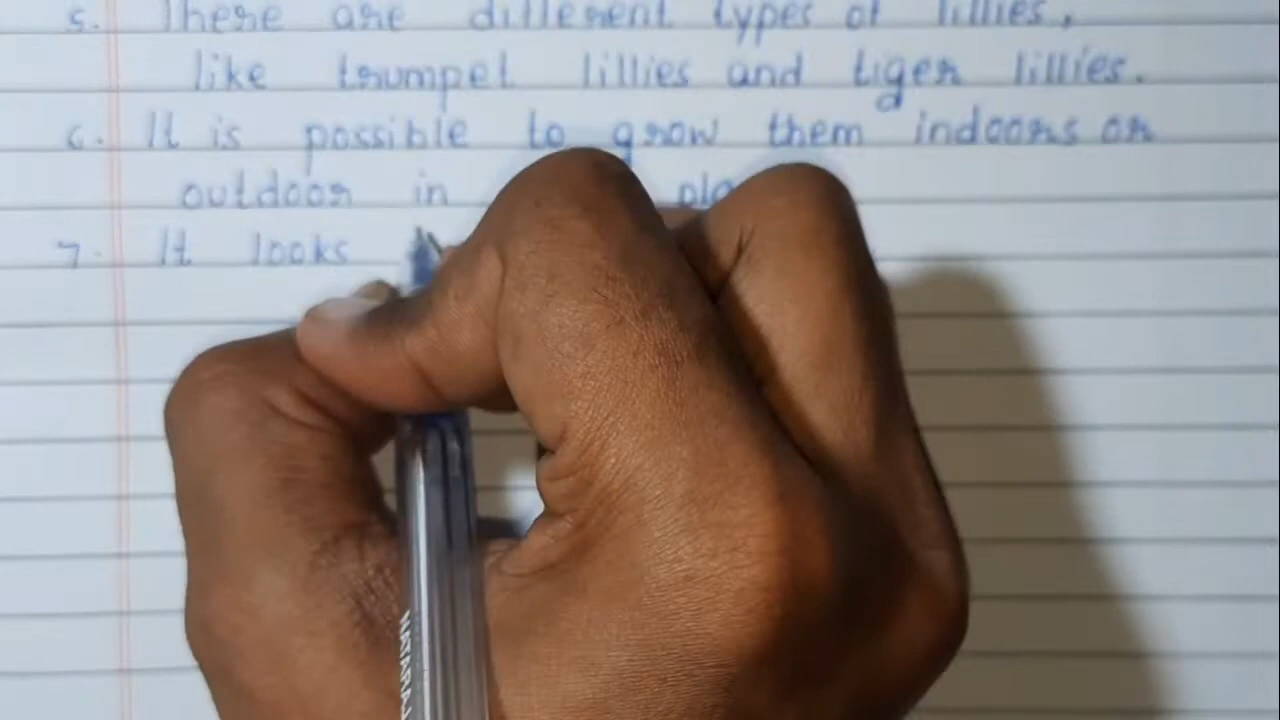 5. There are different types of lillies,
like trumpet lillies and tiger lillies.
6. It is possible to grow them indoors or
outdoor in
7. It looks
NATARAJ